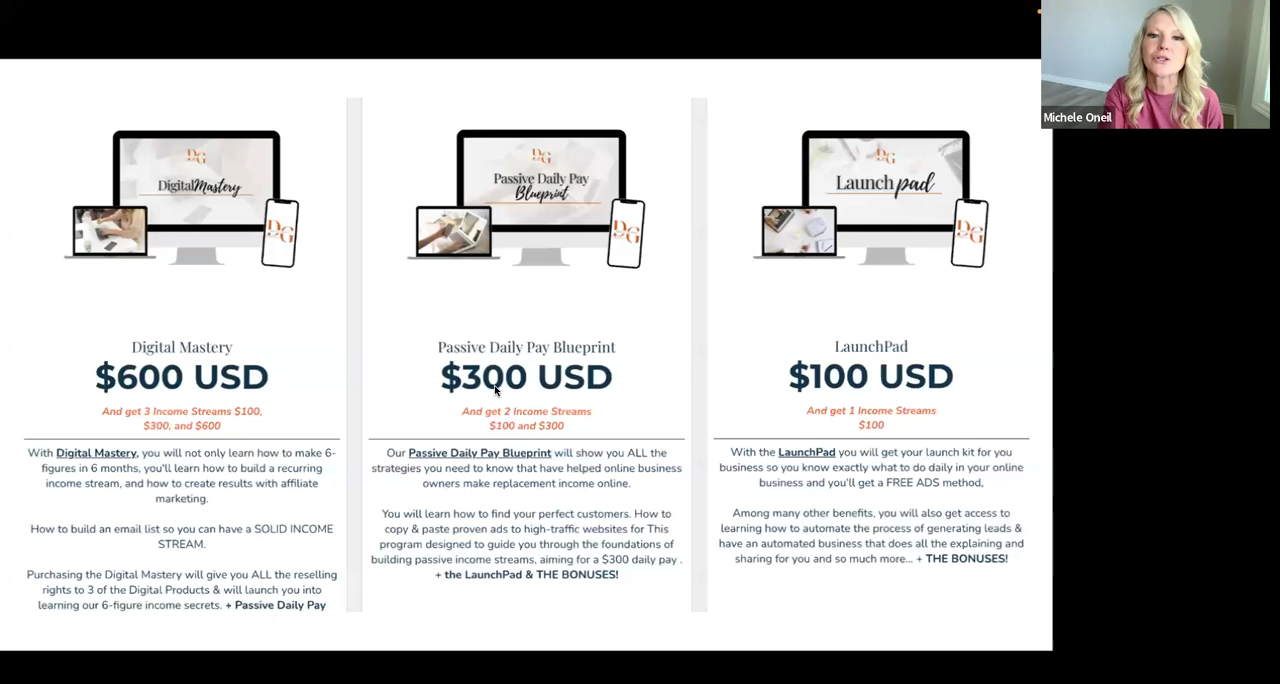 Michele Oneil
DG
DigitalMastery
DG
Digital Mastery
$600 USD
And get 3 Income Streams $100,
$300, and $600
With Digital Mastery, you will not only learn how to make 6-
figures in 6 months, you'll learn how to build a recurring
income stream, and how to create results with affiliate
marketing.
How to build an email list so you can have a SOLID INCOME
STREAM.
Purchasing the Digital Mastery will give you ALL the reselling
rights to 3 of the Digital Products & will launch you into
learning our 6-figure income secrets. + Passive Daily Pay
DG
Passive Daily Pay
Blueprint
DG
Passive Daily Pay Blueprint
$300 USD
And get 2 Income Streams
$100 and $300
Our Passive Daily Pay Blueprint will show you ALL the
strategies you need to know that have helped online business
owners make replacement income online.
You will learn how to find your perfect customers. How to
copy & paste proven ads to high-traffic websites for This
program designed to guide you through the foundations of
building passive income streams, aiming for a $300 daily pay .
+ the LaunchPad & THE BONUSES!
DG
Launch pad
DG
LaunchPad
$100 USD
And get 1 Income Streams
$100
With the LaunchPad you will get your launch kit for you
business so you know exactly what to do daily in your online
business and you'll get a FREE ADS method,
Among many other benefits, you will also get access to
learning how to automate the process of generating leads &
have an automated business that does all the explaining and
sharing for you and so much more... + THE BONUSES!